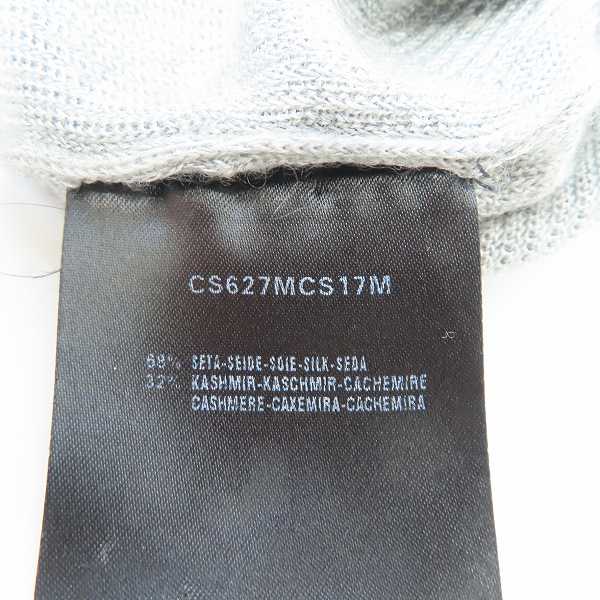 CS627MCS17M
68% SETA-SEIDE-SOIE-SILK-SEDA
32% KASHMIR-KASCHMIR-CACHEMIRE
CASHMERE-CAXEMIRA-CACHEMIRA